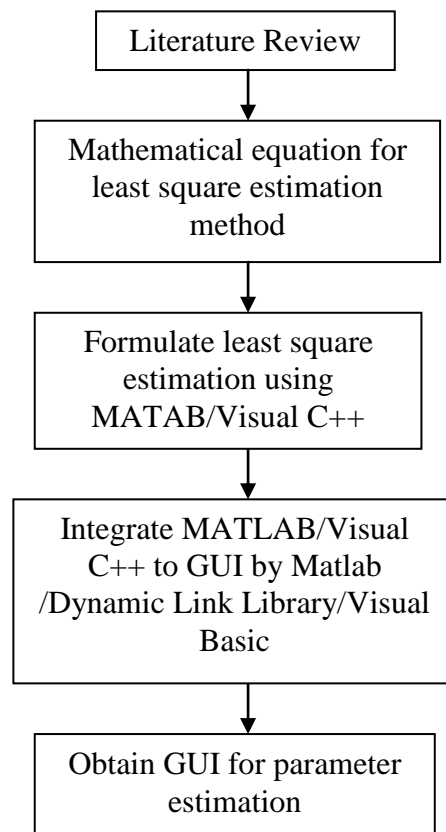 Literature Review
Mathematical equation for
least square estimation
method
Formulate least square
estimation using
MATAB/Visual C++
Integrate MATLAB/Visual
C++ to GUI by Matlab
/Dynamic Link Library/Visual
Basic
Obtain GUI for parameter
estimation